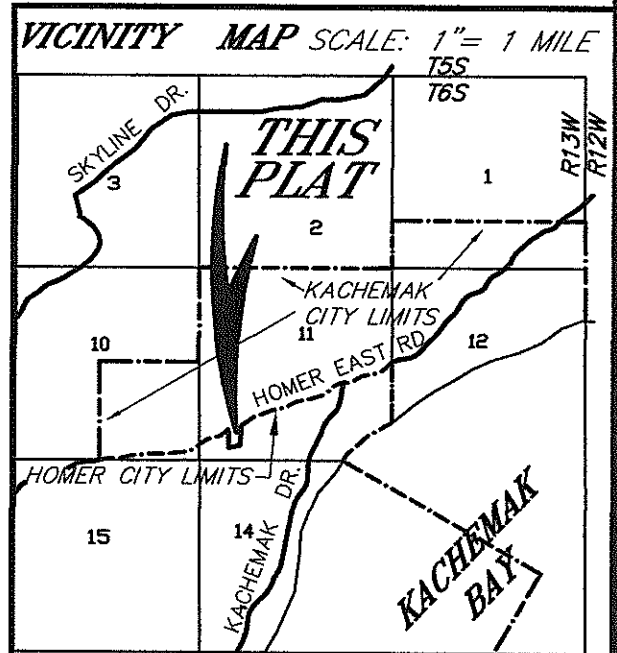 VICINITY MAP SCALE: 1"= 1 MILE
T5S
T6S
SKYLINE DR.
THIS
PLAT
R13W
R12W
3
2
1
KACHEMAK
CITY LIMITS
10
11
12
HOMER EAST RD
HOMER CITY LIMITS
KACHEMAK DR.
15
14
KACHEMAK
BAY